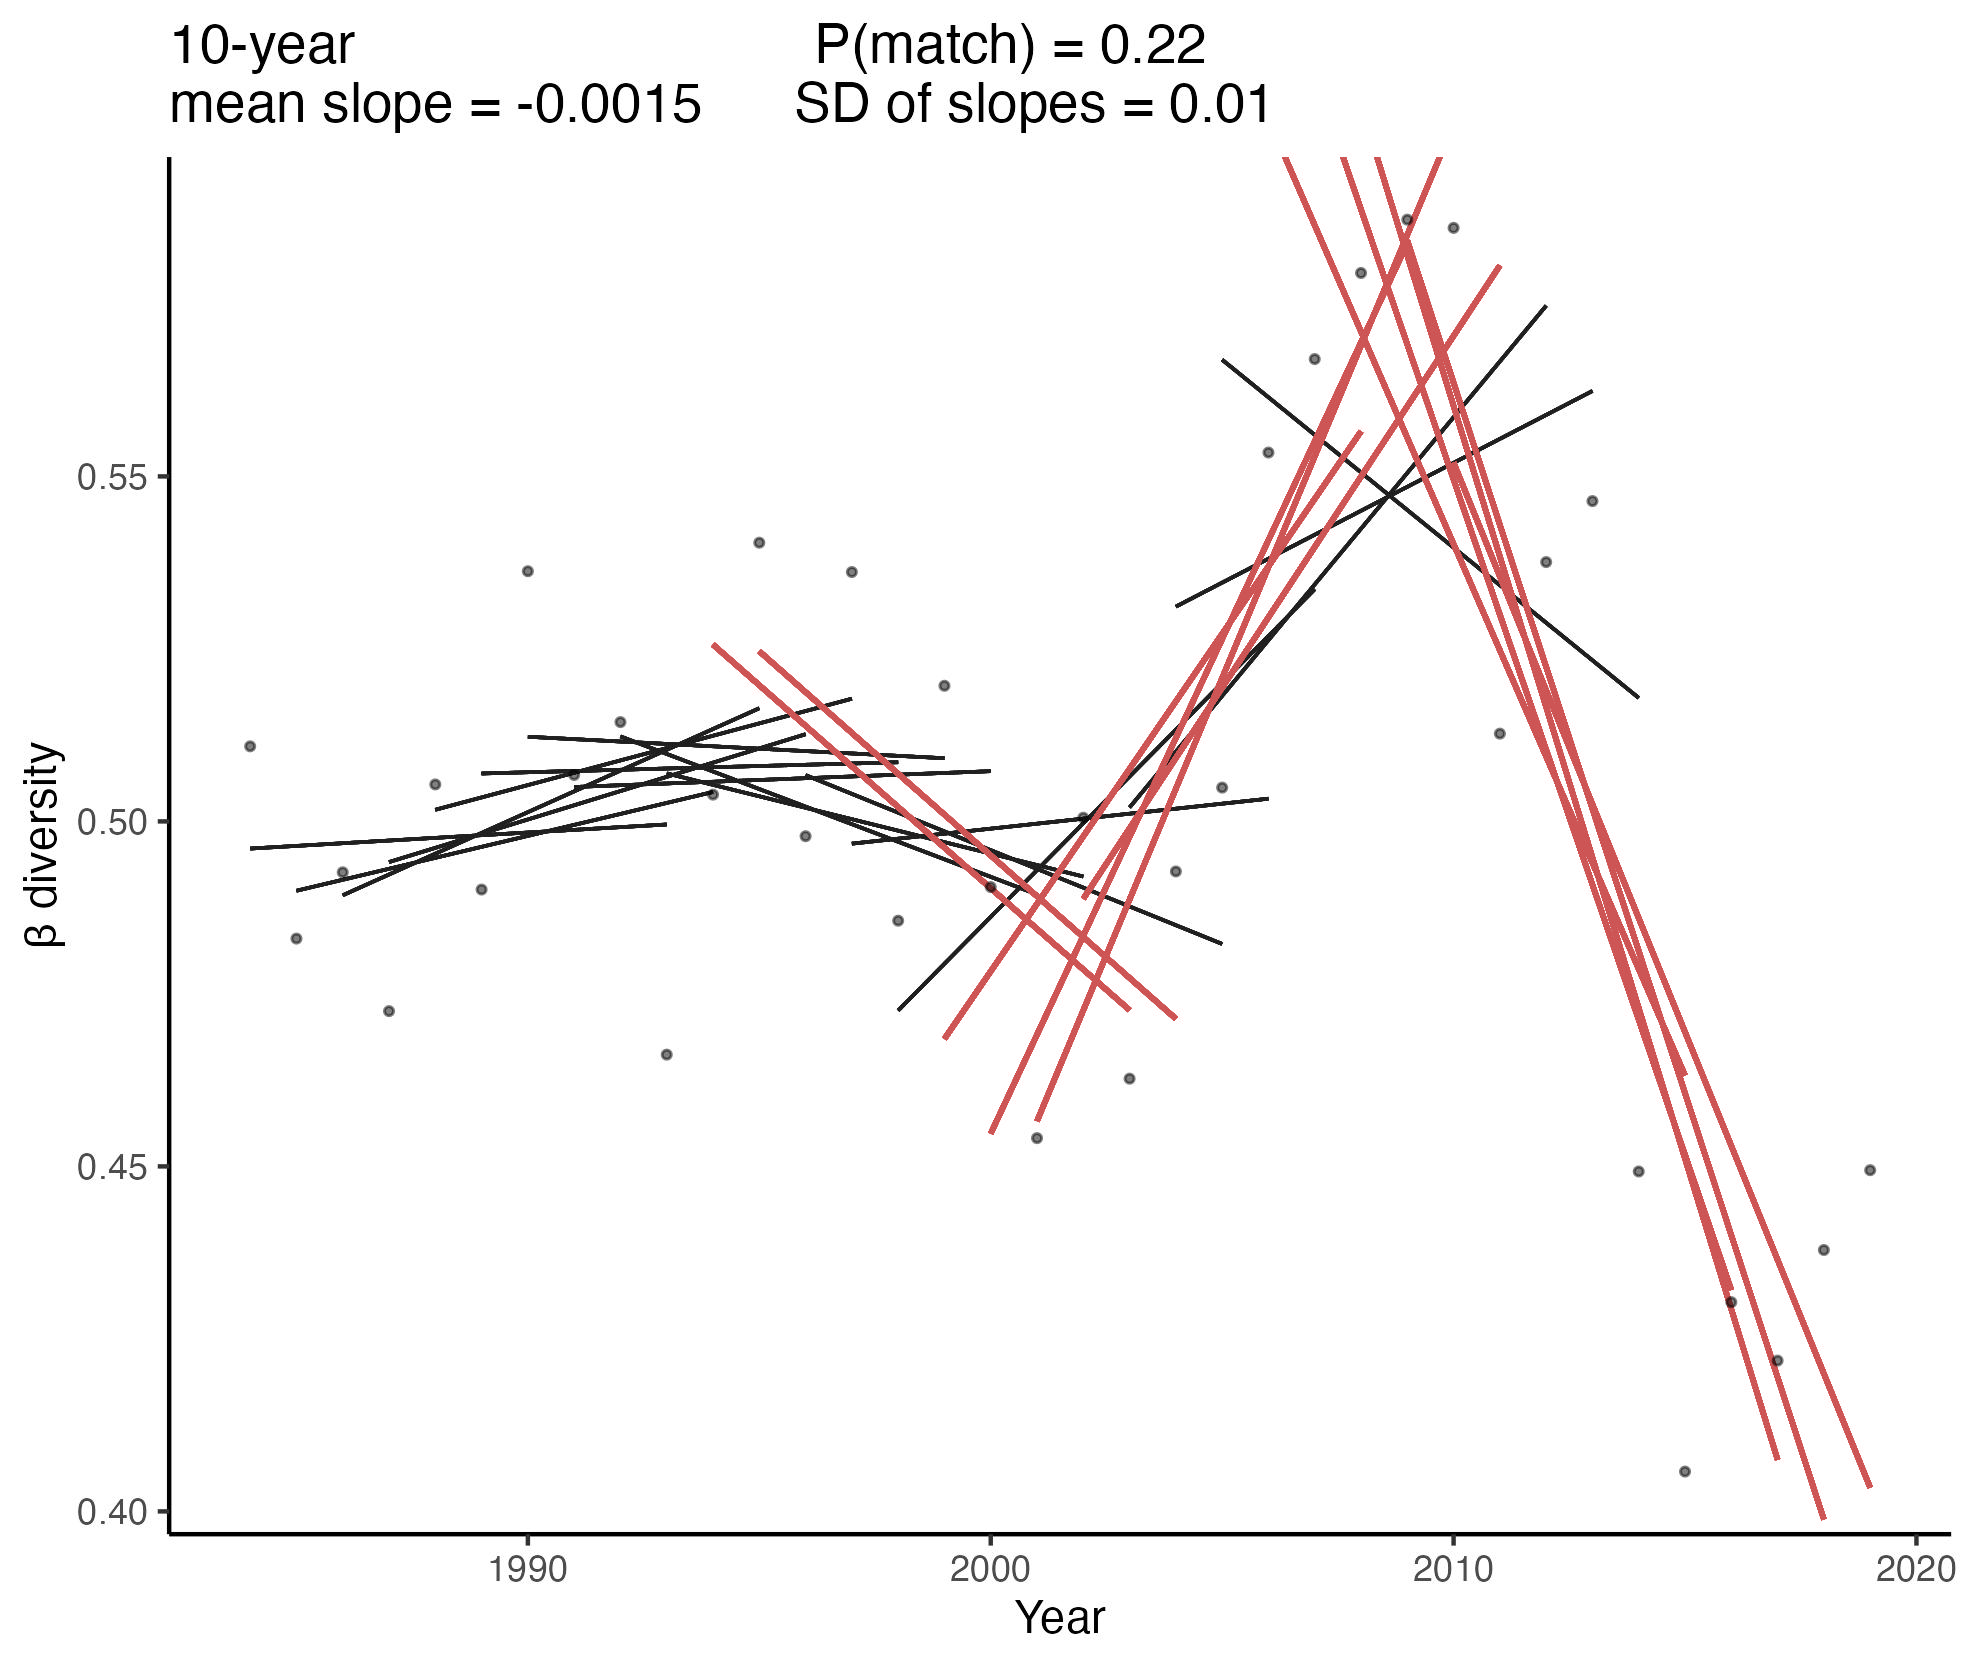 10-year P(match) = 0.22
mean slope = -0.0015 SD of slopes = 0.01
β diversity
0.55
0.50
0.45
0.40
1990 2000 2010 2020
Year